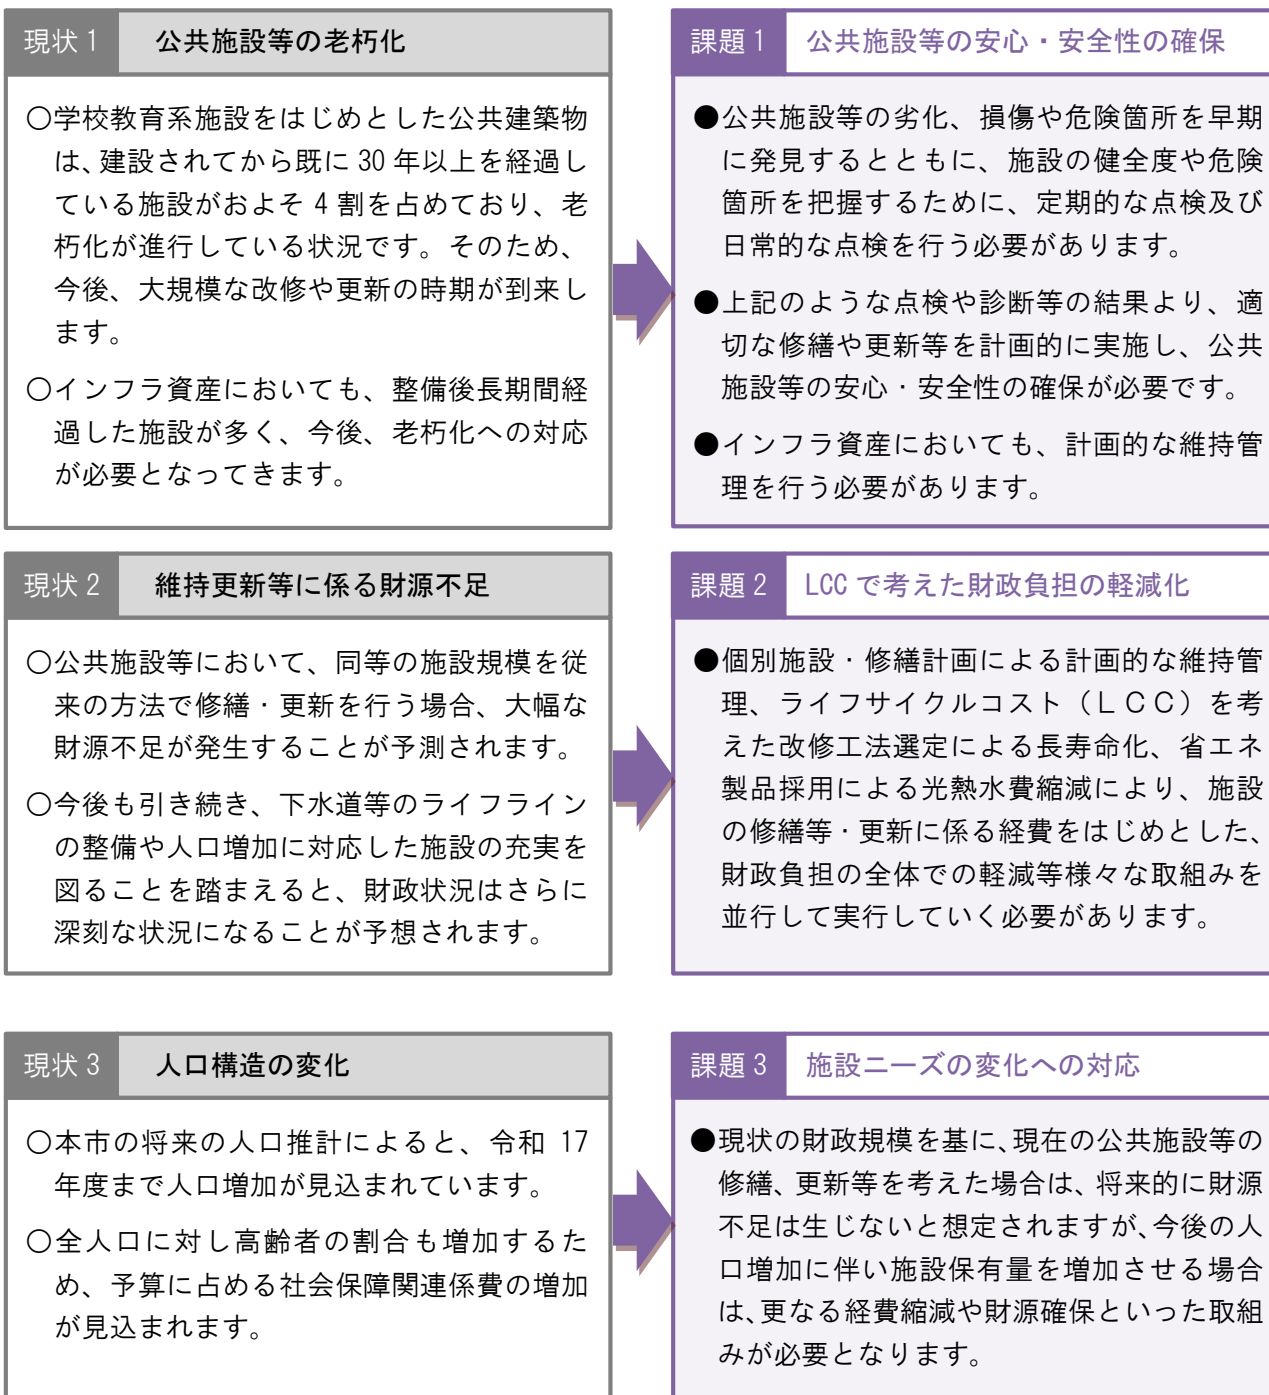 現状 1　公共施設等の老朽化
〇学校教育系施設をはじめとした公共建築物
は、建設されてから既に 30 年以上を経過し
ている施設がおよそ 4 割を占めており、老
朽化が進行している状況です。そのため、
今後、大規模な改修や更新の時期が到来し
ます。
〇インフラ資産においても、整備後長期間経
過した施設が多く、今後、老朽化への対応
が必要となってきます。
課題 1　公共施設等の安心・安全性の確保
●公共施設等の劣化、損傷や危険箇所を早期
に発見するとともに、施設の健全度や危険
箇所を把握するために、定期的な点検及び
日常的な点検を行う必要があります。
●上記のような点検や診断等の結果より、適
切な修繕や更新等を計画的に実施し、公共
施設等の安心・安全性の確保が必要です。
●インフラ資産においても、計画的な維持管
理を行う必要があります。
現状 2　維持更新等に係る財源不足
〇公共施設等において、同等の施設規模を従
来の方法で修繕・更新を行う場合、大幅な
財源不足が発生することが予測されます。
〇今後も引き続き、下水道等のライフライン
の整備や人口増加に対応した施設の充実を
図ることを踏まえると、財政状況はさらに
深刻な状況になることが予想されます。
課題 2　LCC で考えた財政負担の軽減化
●個別施設・修繕計画による計画的な維持管
理、ライフサイクルコスト（ＬＣＣ）を考
えた改修工法選定による長寿命化、省エネ
製品採用による光熱水費縮減により、施設
の修繕等・更新に係る経費をはじめとした、
財政負担の全体での軽減等様々な取組みを
並行して実行していく必要があります。
現状 3　人口構造の変化
〇本市の将来の人口推計によると、令和 17
年度まで人口増加が見込まれています。
〇全人口に対し高齢者の割合も増加するた
め、予算に占める社会保障関連係費の増加
が見込まれます。
課題 3　施設ニーズの変化への対応
●現状の財政規模を基に、現在の公共施設等の
修繕、更新等を考えた場合は、将来的に財源
不足は生じないと想定されますが、今後の人
口増加に伴い施設保有量を増加させる場合
は、更なる経費縮減や財源確保といった取組
みが必要となります。